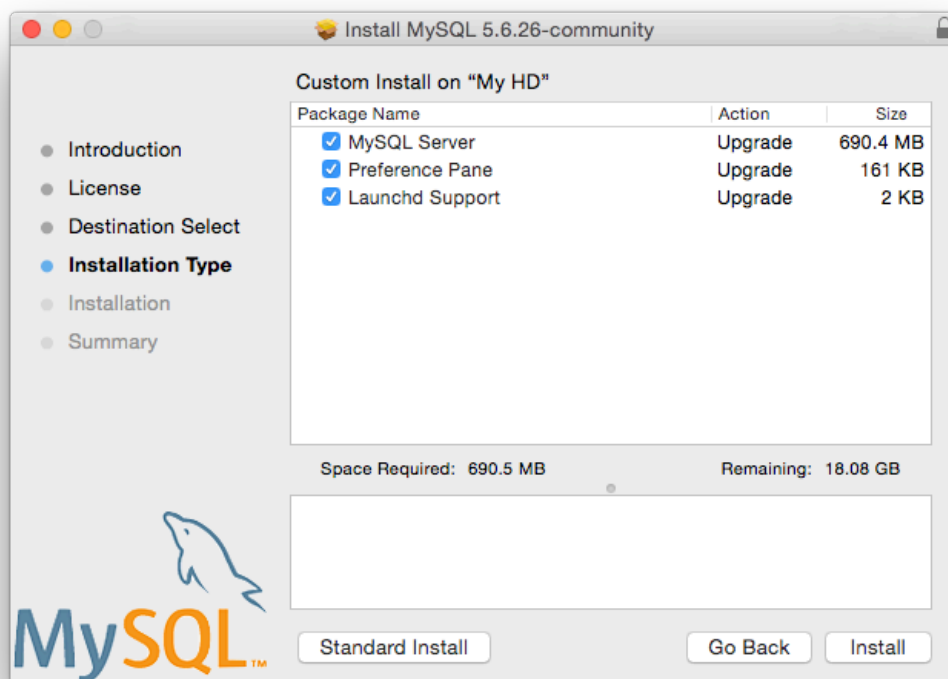 Install MySQL 5.6.26-community
Custom Install on “My HD”
Package Name Action Size
MySQL Server Upgrade 690.4 MB
Preference Pane Upgrade 161 KB
Launchd Support Upgrade 2 KB
Introduction
License
Destination Select
Installation Type
Installation
Summary
Space Required: 690.5 MB Remaining: 18.08 GB
MySQL™
Standard Install Go Back Install